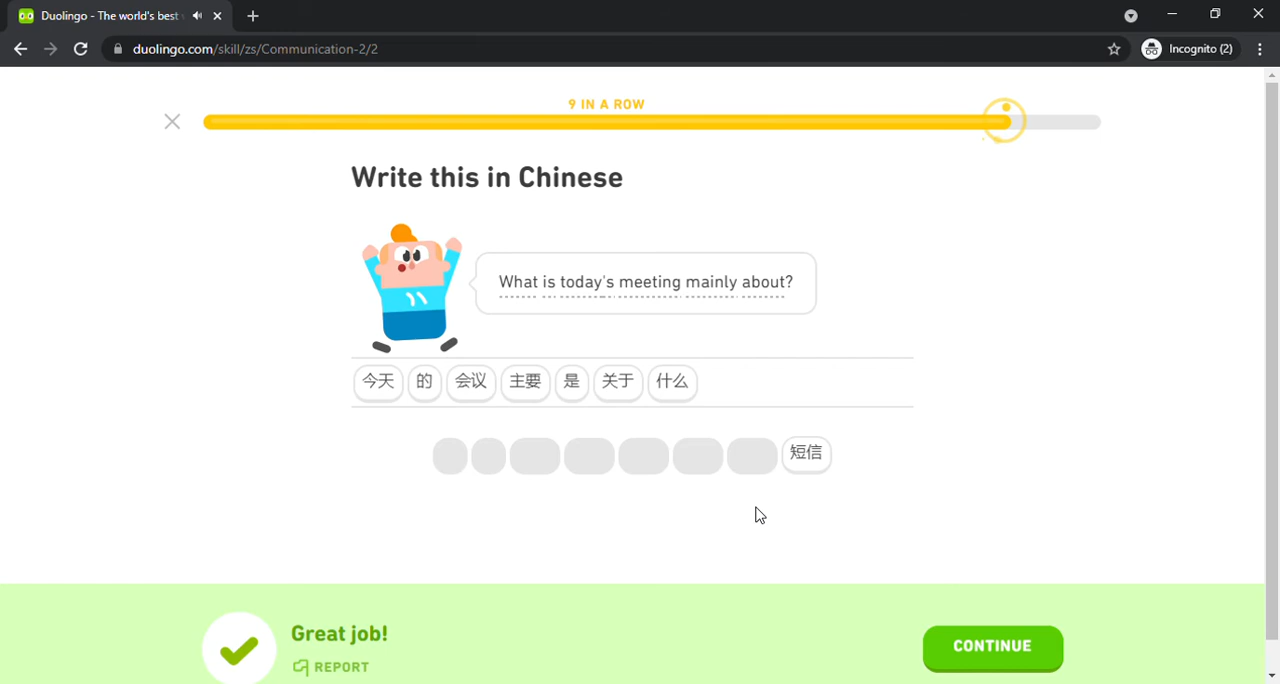 Duolingo - The world's best
duolingo.com/skill/zs/Communication-2/2
Incognito (2)
9 IN A ROW
Write this in Chinese
What is today's meeting mainly about?
今天 的 会议 主要 是 关于 什么
短信
Great job!
REPORT
CONTINUE